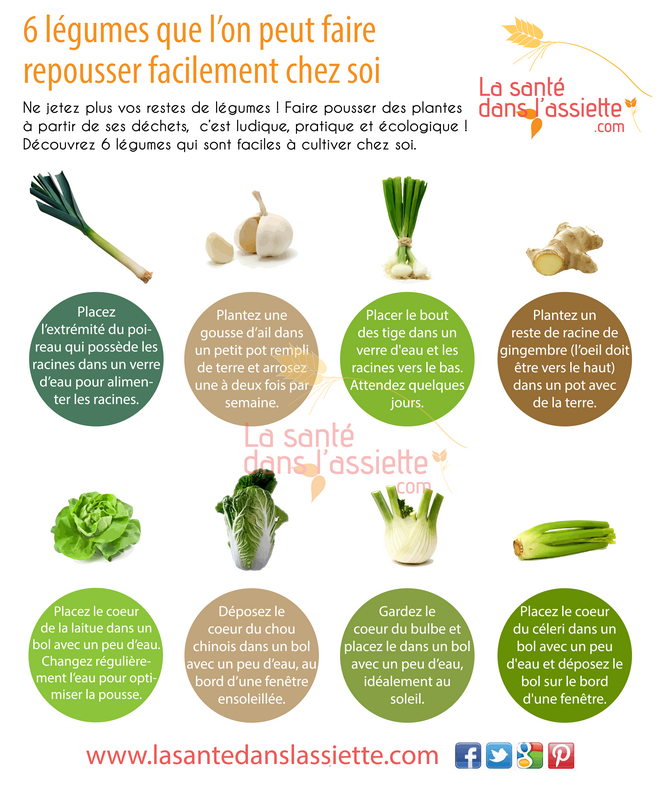 6 légumes que l'on peut faire
repousser facilement chez soi
Ne jetez plus vos restes de légumes ! Faire pousser des plantes
à partir de ses déchets, c'est ludique, pratique et écologique !
Découvrez 6 légumes qui sont faciles à cultiver chez soi.
La santé
dans l'assiette
.com
Placez
l'extrémité du poi-
reau qui possède les
racines dans un verre
d'eau pour alimen-
ter les racines.
Plantez une
gousse d'ail dans
un petit pot rempli
de terre et arrosez
une à deux fois par
semaine.
Placer le bout
des tige dans un
verre d'eau et les
racines vers le bas.
Attendez quelques
jours.
Plantez un
reste de racine de
gingembre (l'oeil doit
être vers le haut)
dans un pot avec
de la terre.
La santé
dans l'assiette
.com
Placez le coeur
de la laitue dans un
bol avec un peu d'eau.
Changez régulière-
ment l'eau pour opti-
miser la pousse.
Déposez le
coeur du chou
chinois dans un bol
avec un peu d'eau, au
bord d'une fenêtre
ensoleillée.
Gardez le
coeur du bulbe et
placez le dans un bol
avec un peu d'eau,
idéalement au
soleil.
Placez le coeur
du céleri dans un
bol avec un peu
d'eau et déposez le
bol sur le bord
d'une fenêtre.
www.lasantedanslassiette.com